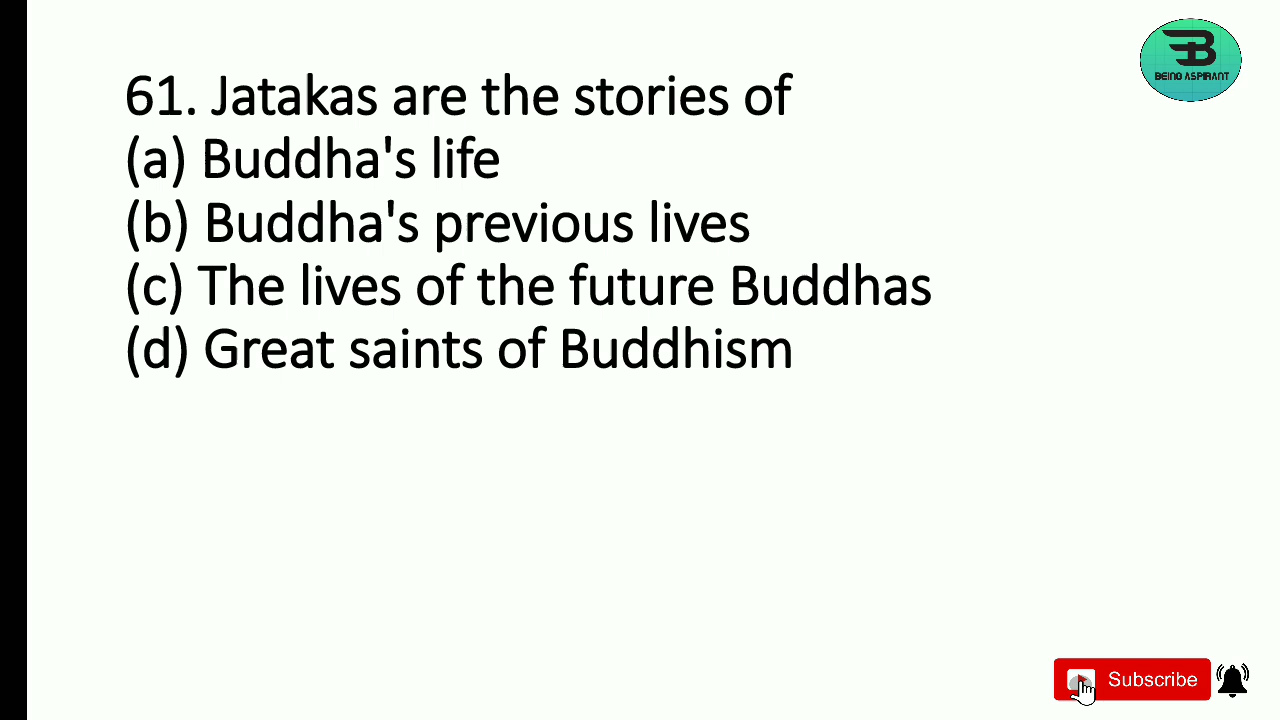 BEING ASPIRANT
61. Jatakas are the stories of
(a) Buddha's life
(b) Buddha's previous lives
(c) The lives of the future Buddhas
(d) Great saints of Buddhism
Subscribe